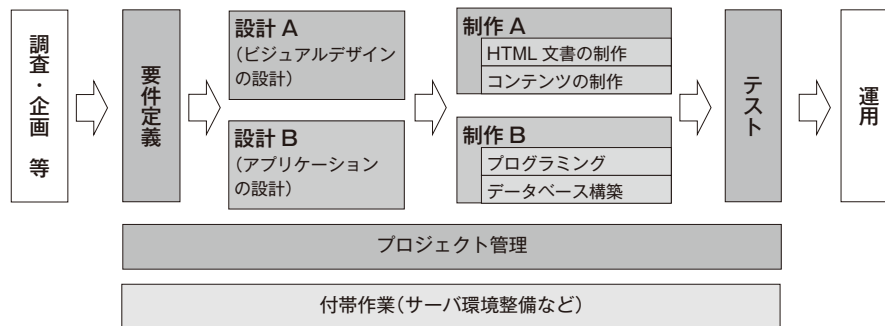 調査・企画 等
要件定義
設計 A
(ビジュアルデザイン
の設計)
設計 B
(アプリケーション
の設計)
制作 A
HTML 文書の制作
コンテンツの制作
制作 B
プログラミング
データベース構築
テスト
運用
プロジェクト管理
付帯作業(サーバ環境整備など)